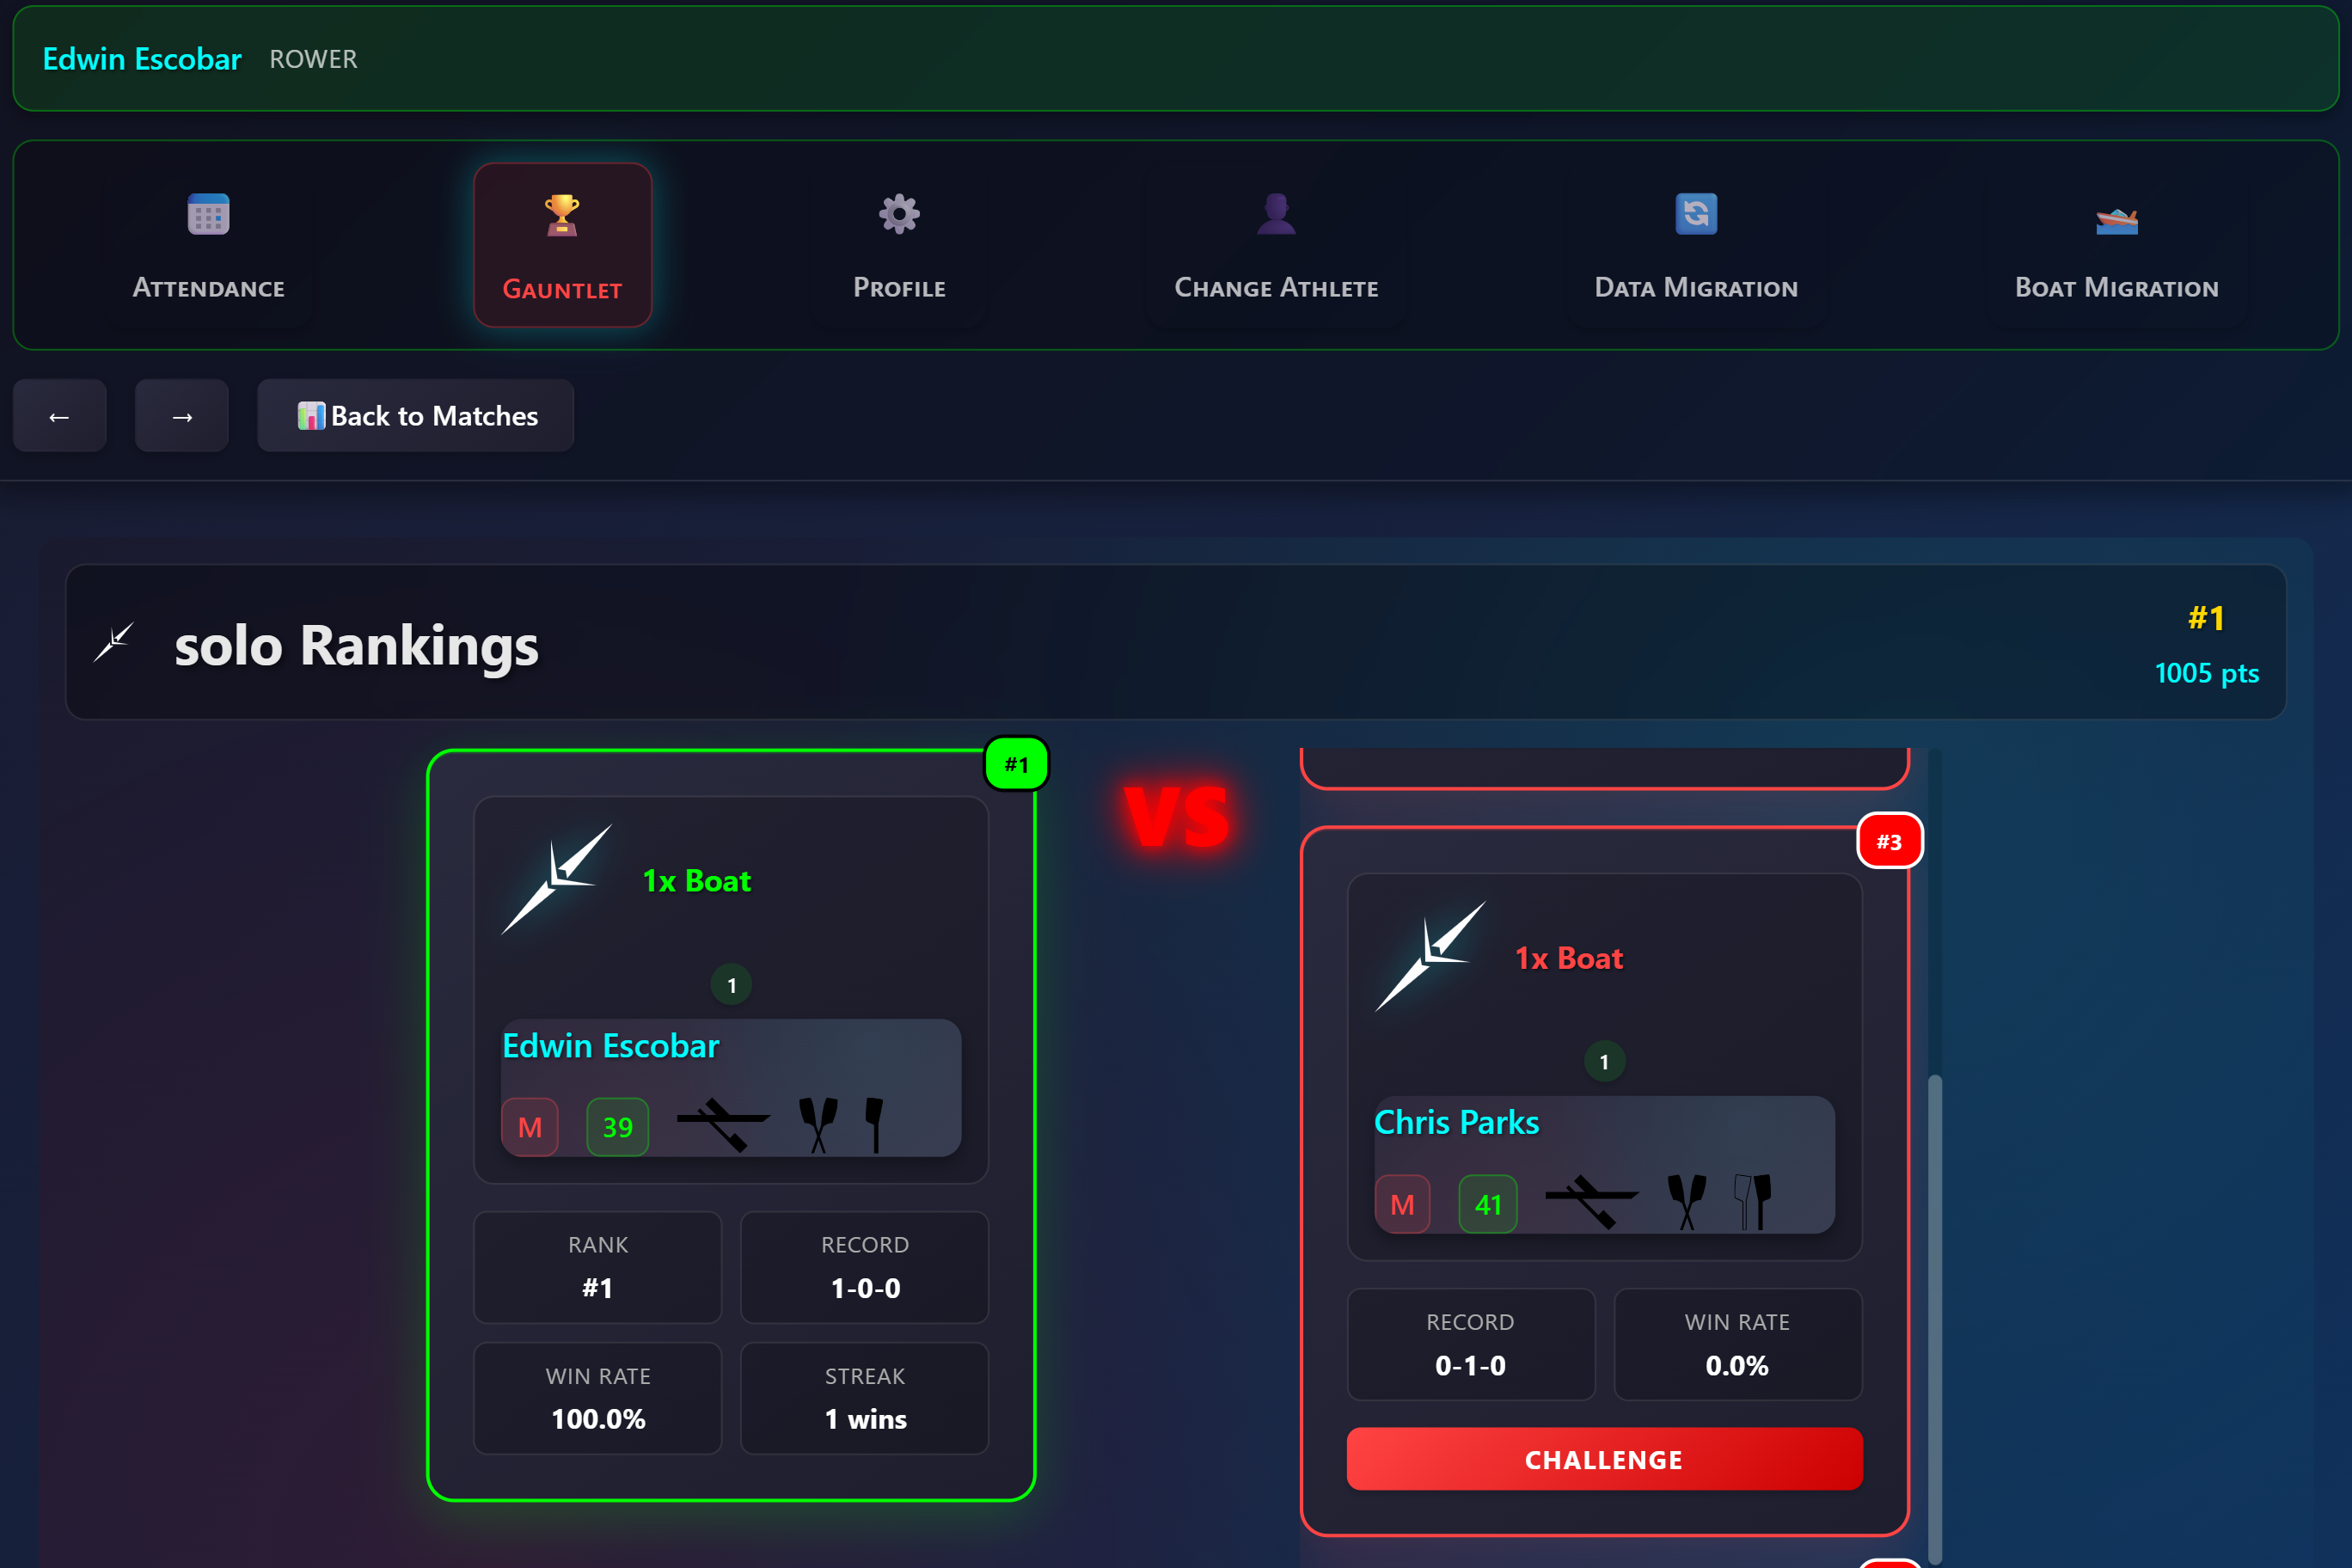 Edwin Escobar ROWER
ATTENDANCE
GAUNTLET
PROFILE
CHANGE ATHLETE
DATA MIGRATION
BOAT MIGRATION
← → Back to Matches
solo Rankings
#1
1005 pts
#1
1x Boat
1
Edwin Escobar
M 39
RANK
#1
RECORD
1-0-0
WIN RATE
100.0%
STREAK
1 wins
VS
#3
1x Boat
1
Chris Parks
M 41
RECORD
0-1-0
WIN RATE
0.0%
CHALLENGE